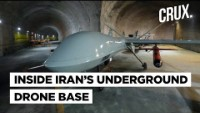 CRUX.
INSIDE IRAN'S UNDERGROUND
DRONE BASE